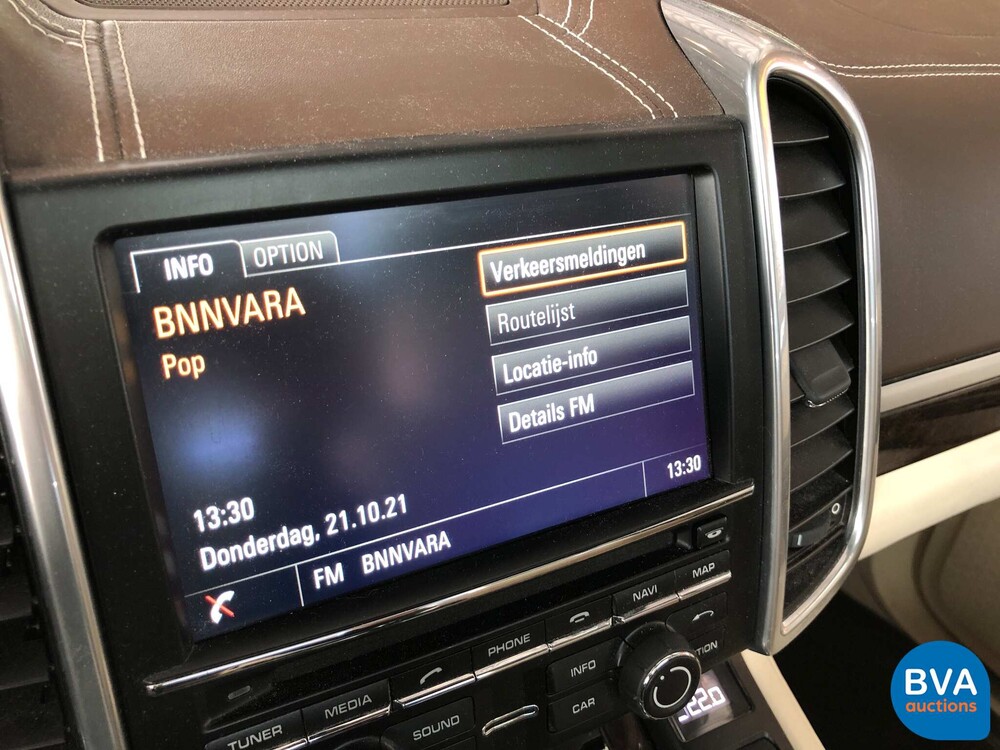 INFO OPTION
BNNVARA
Pop
Verkeersmeldingen
Routelijst
Locatie-info
Details FM
13:30
Donderdag, 21.10.21
13:30
FM BNNVARA
MAP
NAVI
PHONE
INFO
CAR
MEDIA
SOUND
TUNER
BVA
auctions